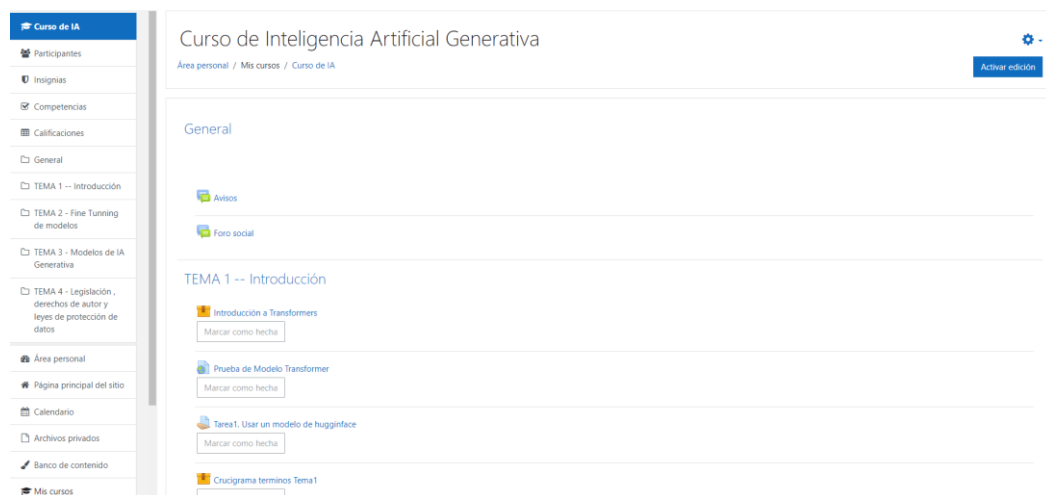 Curso de IA
Participantes
Insignias
Competencias
Calificaciones
General
TEMA 1 -- Introducción
TEMA 2 - Fine Tunning
de modelos
TEMA 3 - Modelos de IA
Generativa
TEMA 4 - Legislación ,
derechos de autor y
leyes de protección de
datos
Área personal
Página principal del sitio
Calendario
Archivos privados
Banco de contenido
Mis cursos
Curso de Inteligencia Artificial Generativa
Área personal / Mis cursos / Curso de IA
Activar edición
General
Avisos
Foro social
TEMA 1 -- Introducción
Introducción a Transformers
Marcar como hecha
Prueba de Modelo Transformer
Marcar como hecha
Tarea1. Usar un modelo de hugginface
Marcar como hecha
Crucigrama terminos Tema1